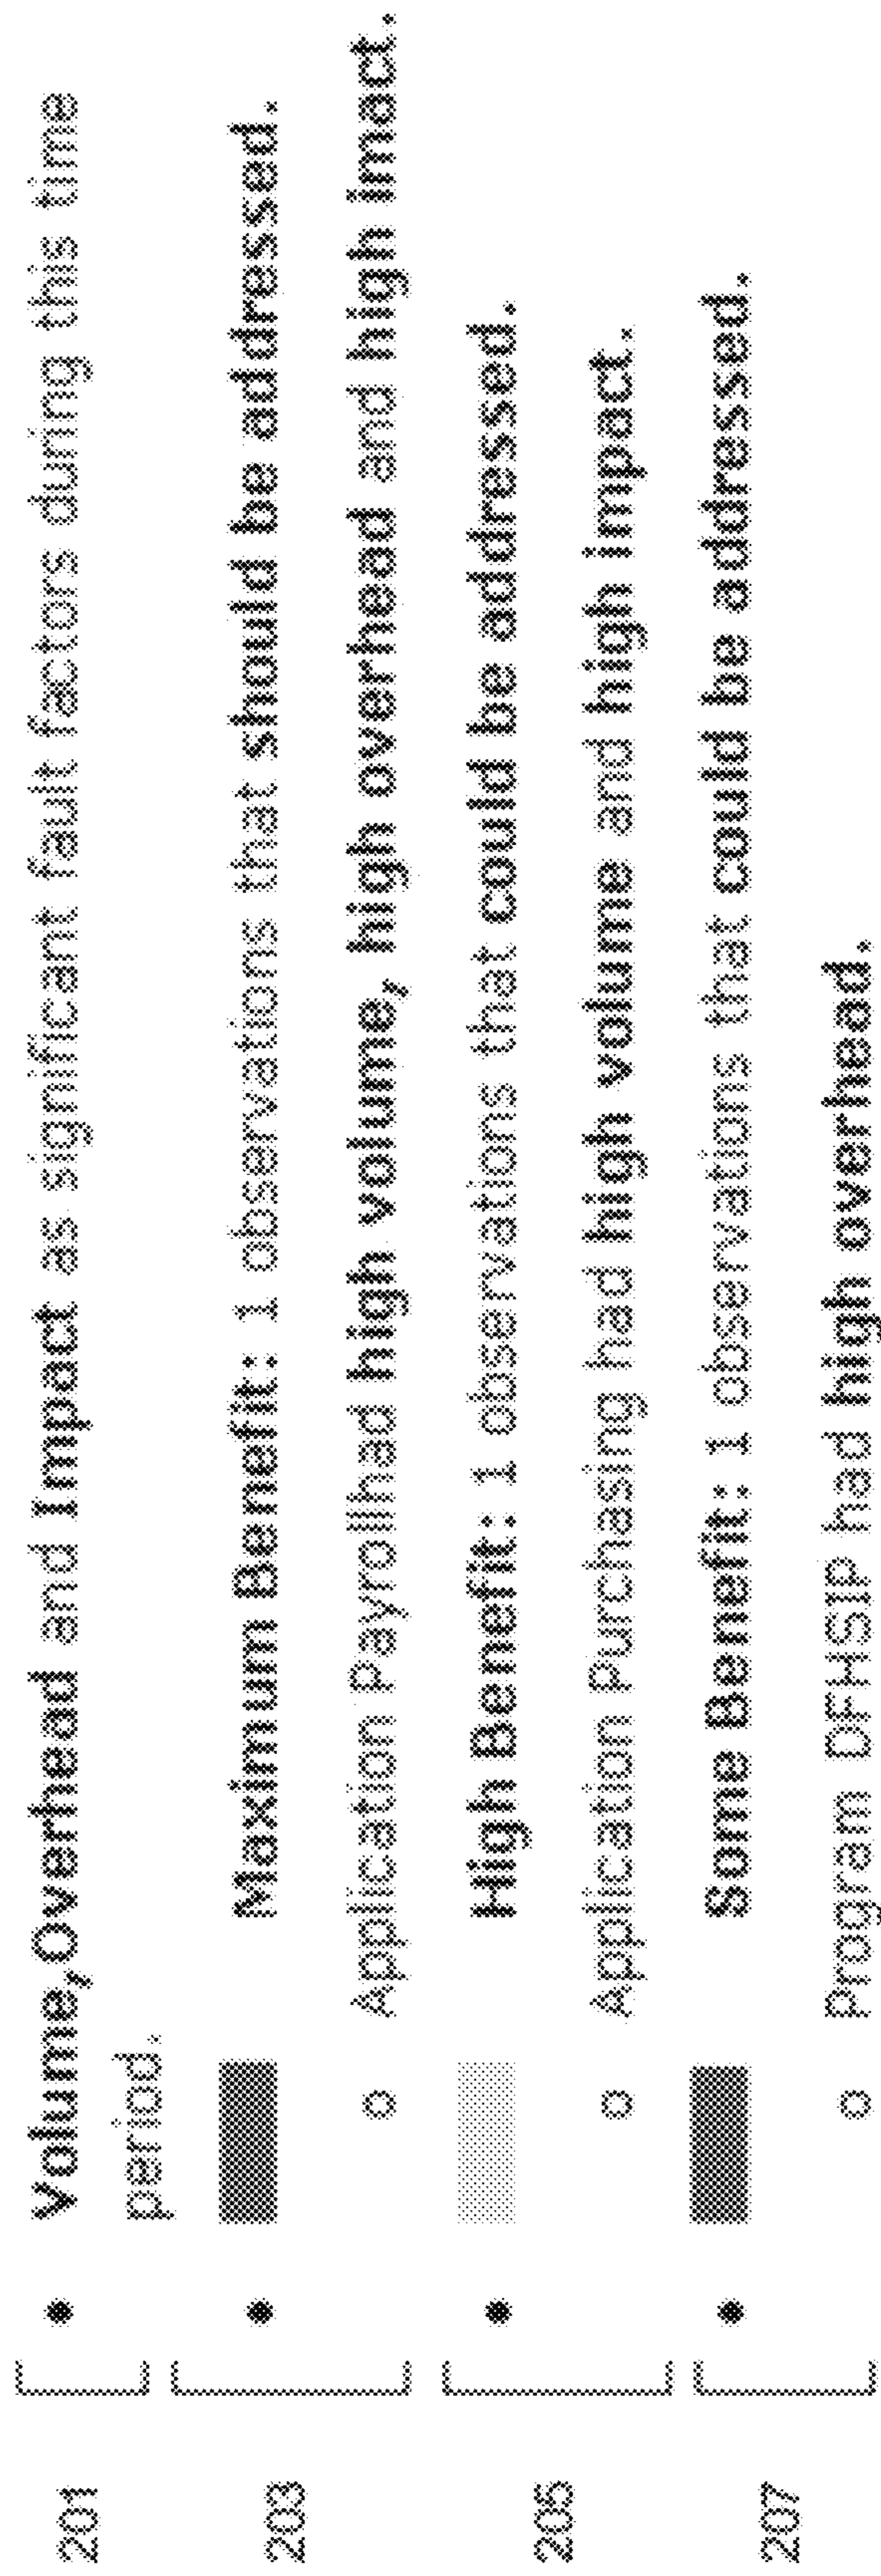 201 • Volume, Overhead and Impact as significant fault factors during this time
period.
203 • Maximum Benefit: 1 observations that should be addressed.
o Application Payrollhad high volume, high overhead and high imact.
205 • High Benefit: 1 observations that could be addressed.
o Application Purchasing had high volume and high impact.
207 • Some Benefit: 1 observations that could be addressed.
o Program DFHSIP had high overhead.